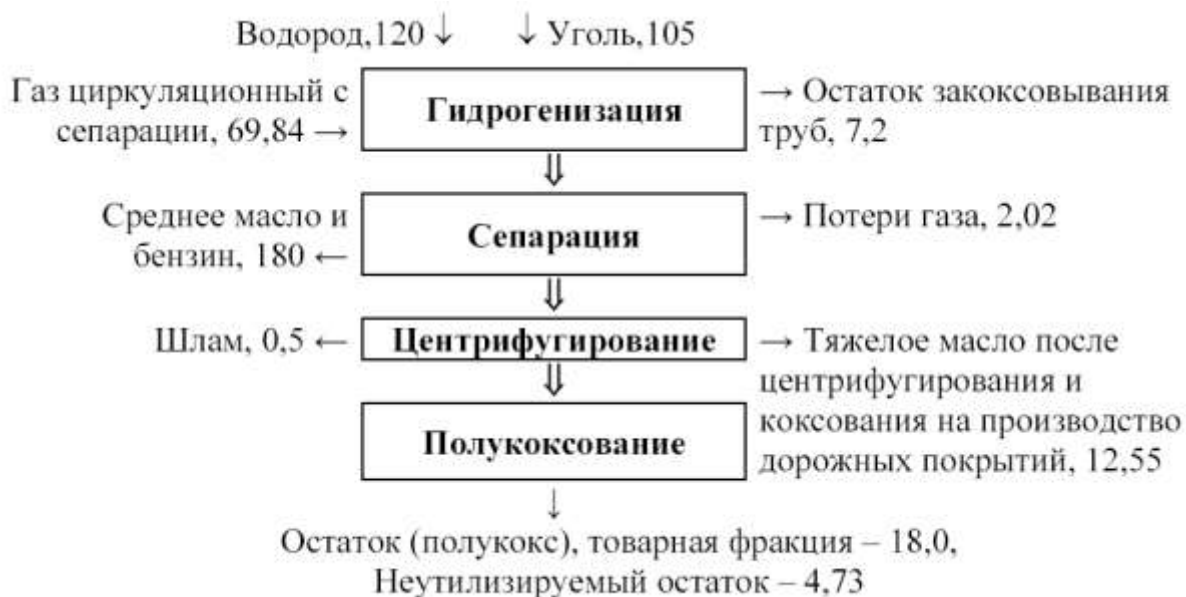 Водород,120 ↓ ↓ Уголь,105
Газ циркуляционный с
сепарации, 69,84 →
Гидрогенизация
→ Остаток закоксовывания
труб, 7,2
Среднее масло и
бензин, 180 ←
Сепарация
→ Потери газа, 2,02
Шлам, 0,5 ←
Центрифугирование
→ Тяжелое масло после
центрифугирования и
коксования на производство
дорожных покрытий, 12,55
Полукоксование
Остаток (полукокс), товарная фракция – 18,0,
Неутилизируемый остаток – 4,73